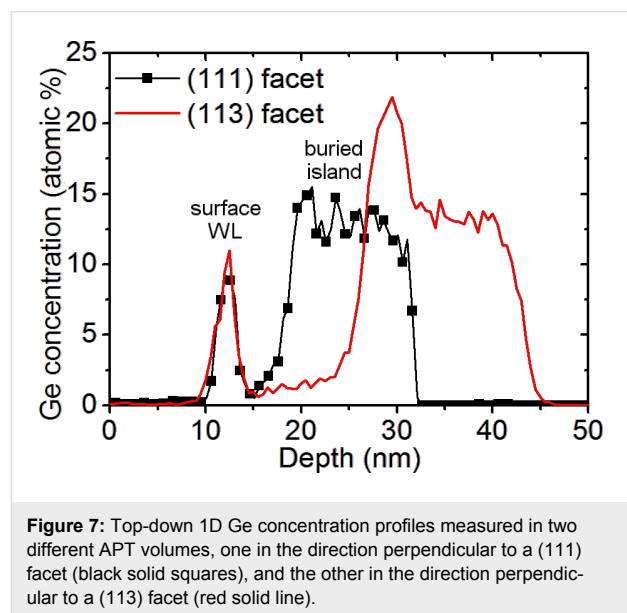 25
20
15
10
5
0
Ge concentration (atomic %)
(111) facet
(113) facet
surface
WL
buried
island
0 10 20 30 40 50
Depth (nm)
Figure 7: Top-down 1D Ge concentration profiles measured in two
different APT volumes, one in the direction perpendicular to a (111)
facet (black solid squares), and the other in the direction perpendic-
ular to a (113) facet (red solid line).